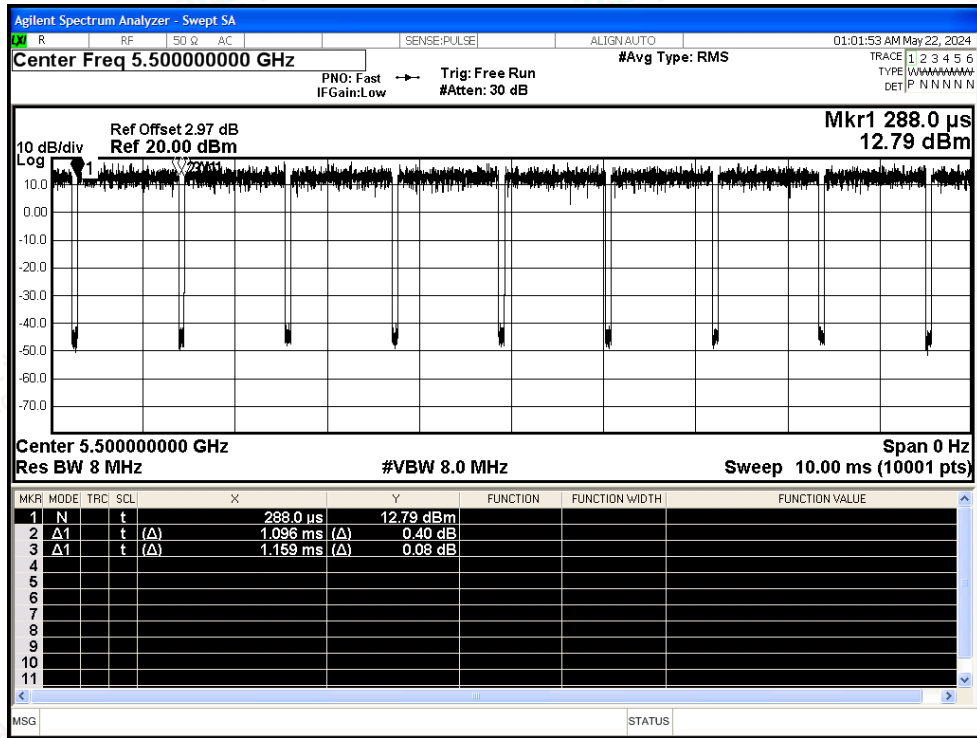 Agilent Spectrum Analyzer - Swept SA
LXI R RF 50 Ω AC SENSE:PULSE ALIGN AUTO 01:01:53 AM May 22, 2024
Center Freq 5.500000000 GHz #Avg Type: RMS TRACE 1 2 3 4 5 6
PNO: Fast Trig: Free Run TYPE W
IFGain:Low #Atten: 30 dB DET P N N N N N
Mkr1 288.0 µs
Ref Offset 2.97 dB
10 dB/div Ref 20.00 dBm 12.79 dBm
Log
1
10.0
0.00
-10.0
-20.0
-30.0
-40.0
-50.0
-60.0
-70.0
Center 5.500000000 GHz Span 0 Hz
Res BW 8 MHz #VBW 8.0 MHz Sweep 10.00 ms (10001 pts)
MKR MODE TRC SCL X Y FUNCTION FUNCTION WIDTH FUNCTION VALUE
1 N t 288.0 µs 12.79 dBm
2 Δ1 t (Δ) 1.096 ms (Δ) 0.40 dB
3 Δ1 t (Δ) 1.159 ms (Δ) 0.08 dB
4
5
6
7
8
9
10
11
MSG STATUS